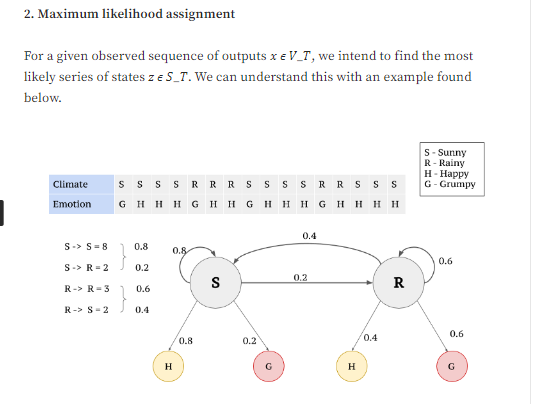 2. Maximum likelihood assignment
For a given observed sequence of outputs x ϵ V_T, we intend to find the most
likely series of states z ϵ S_T. We can understand this with an example found
below.
S - Sunny
R - Rainy
H - Happy
G - Grumpy
Climate S S S S R R R S S S S R R S S S
Emotion G H H H G H H G H H H G H H H H
S -> S = 8 0.8
S -> R = 2 0.2
R -> R = 3 0.6
R -> S = 2 0.4
0.4
0.8
0.6
0.2
S
R
0.8
0.2
0.4
0.6
H
G
H
G